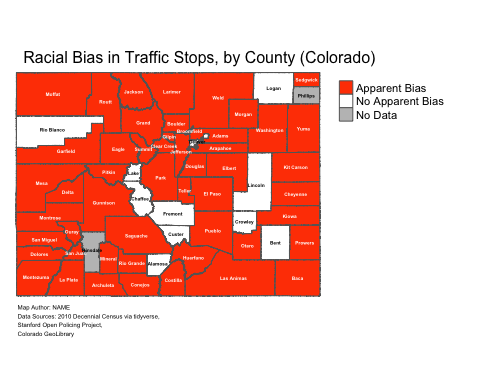 Racial Bias in Traffic Stops, by County (Colorado)
Apparent Bias
No Apparent Bias
No Data
Sedgwick
Logan
Phillips
Moffat
Jackson
Larimer
Routt
Weld
Morgan
Grand
Boulder
Rio Blanco
Broomfield
Washington
Yuma
Gilpin
Adams
Garfield
Eagle
Summit
Clear Creek
Jefferson
Arapahoe
Pitkin
Lake
Park
Douglas
Elbert
Kit Carson
Mesa
Lincoln
Delta
Teller
El Paso
Cheyenne
Chaffee
Gunnison
Fremont
Montrose
Kiowa
Crowley
Ouray
Custer
Pueblo
San Miguel
Saguache
Otero
Bent
Prowers
Hinsdale
Dolores
San Juan
Mineral
Rio Grande
Alamosa
Huerfano
Montezuma
La Plata
Archuleta
Conejos
Costilla
Las Animas
Baca
Map Author: NAME
Data Sources: 2010 Decennial Census via tidyverse,
Stanford Open Policing Project,
Colorado GeoLibrary